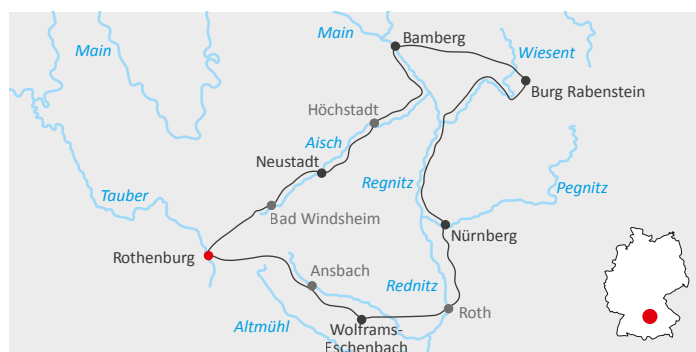 Main
Bamberg
Wiesent
Main
Burg Rabenstein
Höchstadt
Aisch
Neustadt
Regnitz
Pegnitz
Tauber
Bad Windsheim
Nürnberg
Rothenburg
Ansbach
Rednitz
Roth
Altmühl
Wolframs-
Eschenbach